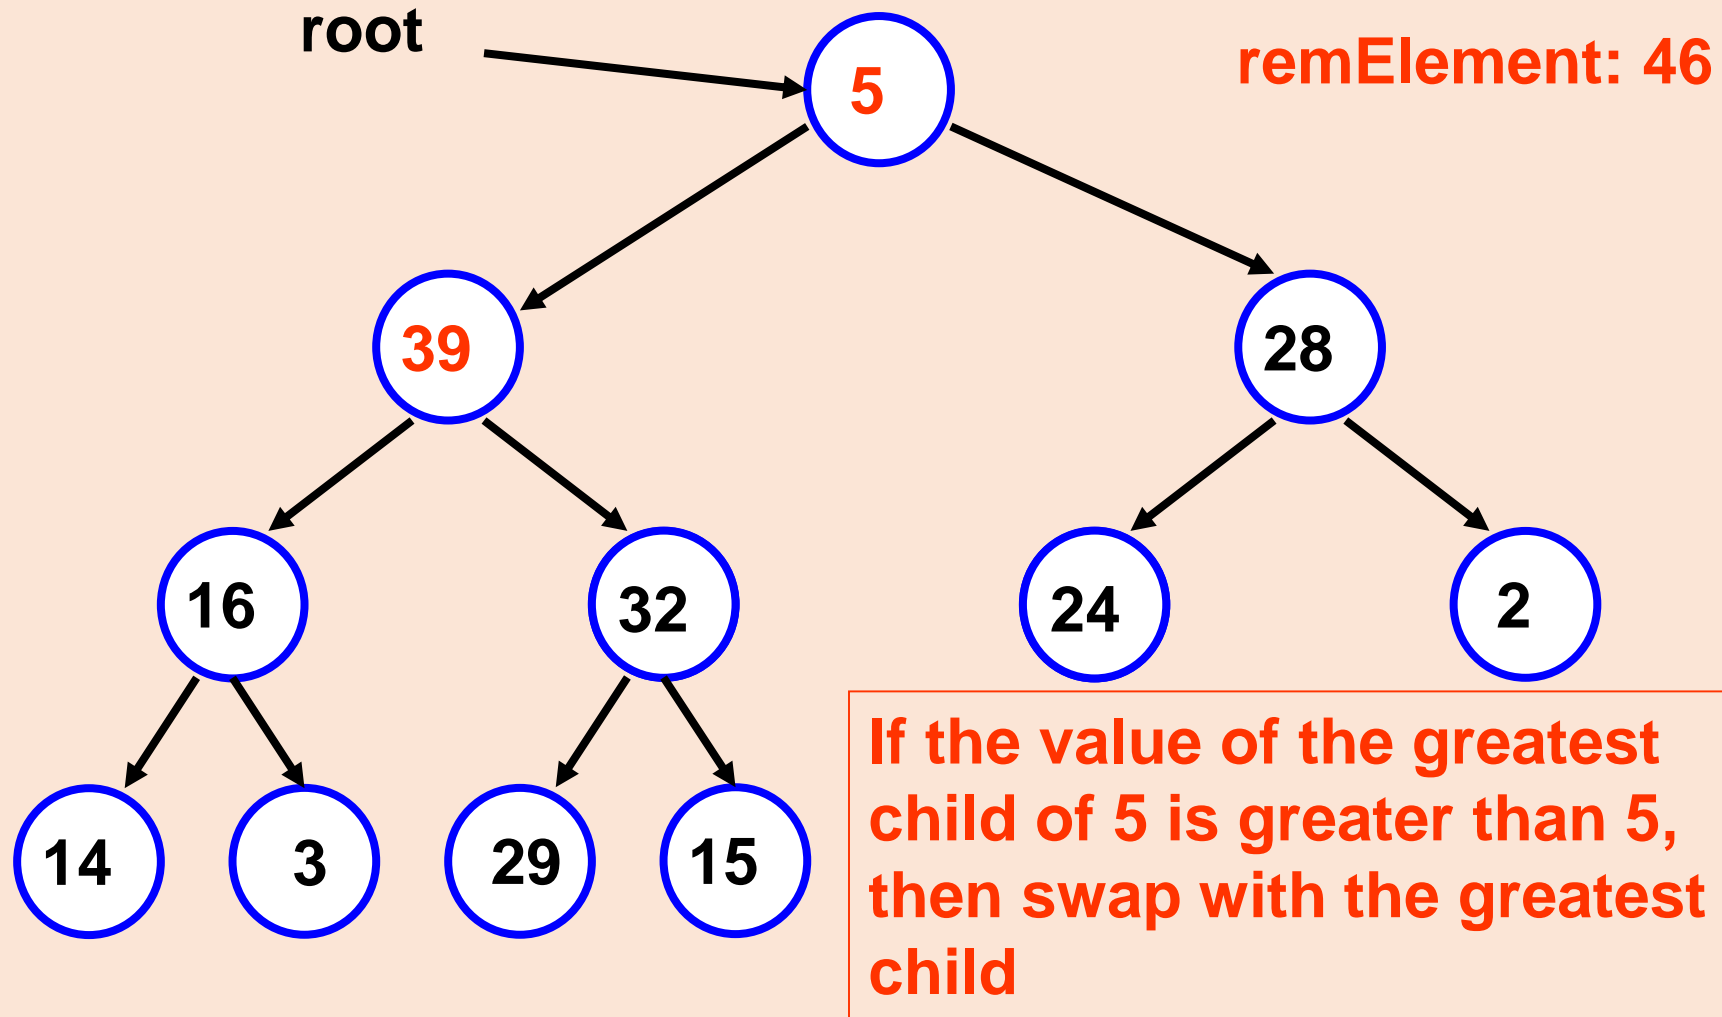 root
remElement: 46
5
39
28
16
32
24
2
14
3
29
15
If the value of the greatest
child of 5 is greater than 5,
then swap with the greatest
child